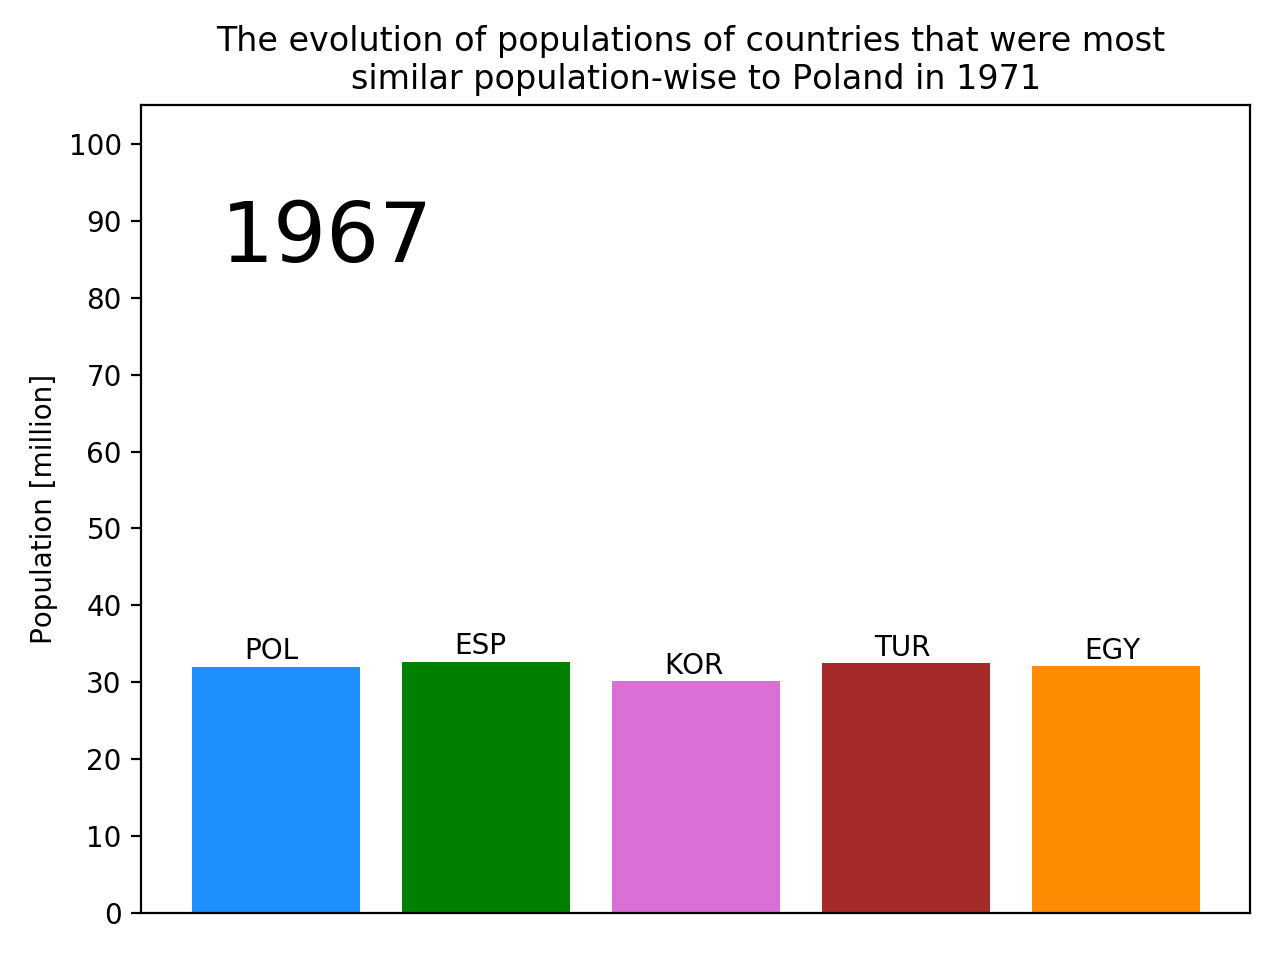 The evolution of populations of countries that were most
similar population-wise to Poland in 1971
100
90
80
70
60
50
40
30
20
10
0
Population [million]
1967
POL
ESP
KOR
TUR
EGY